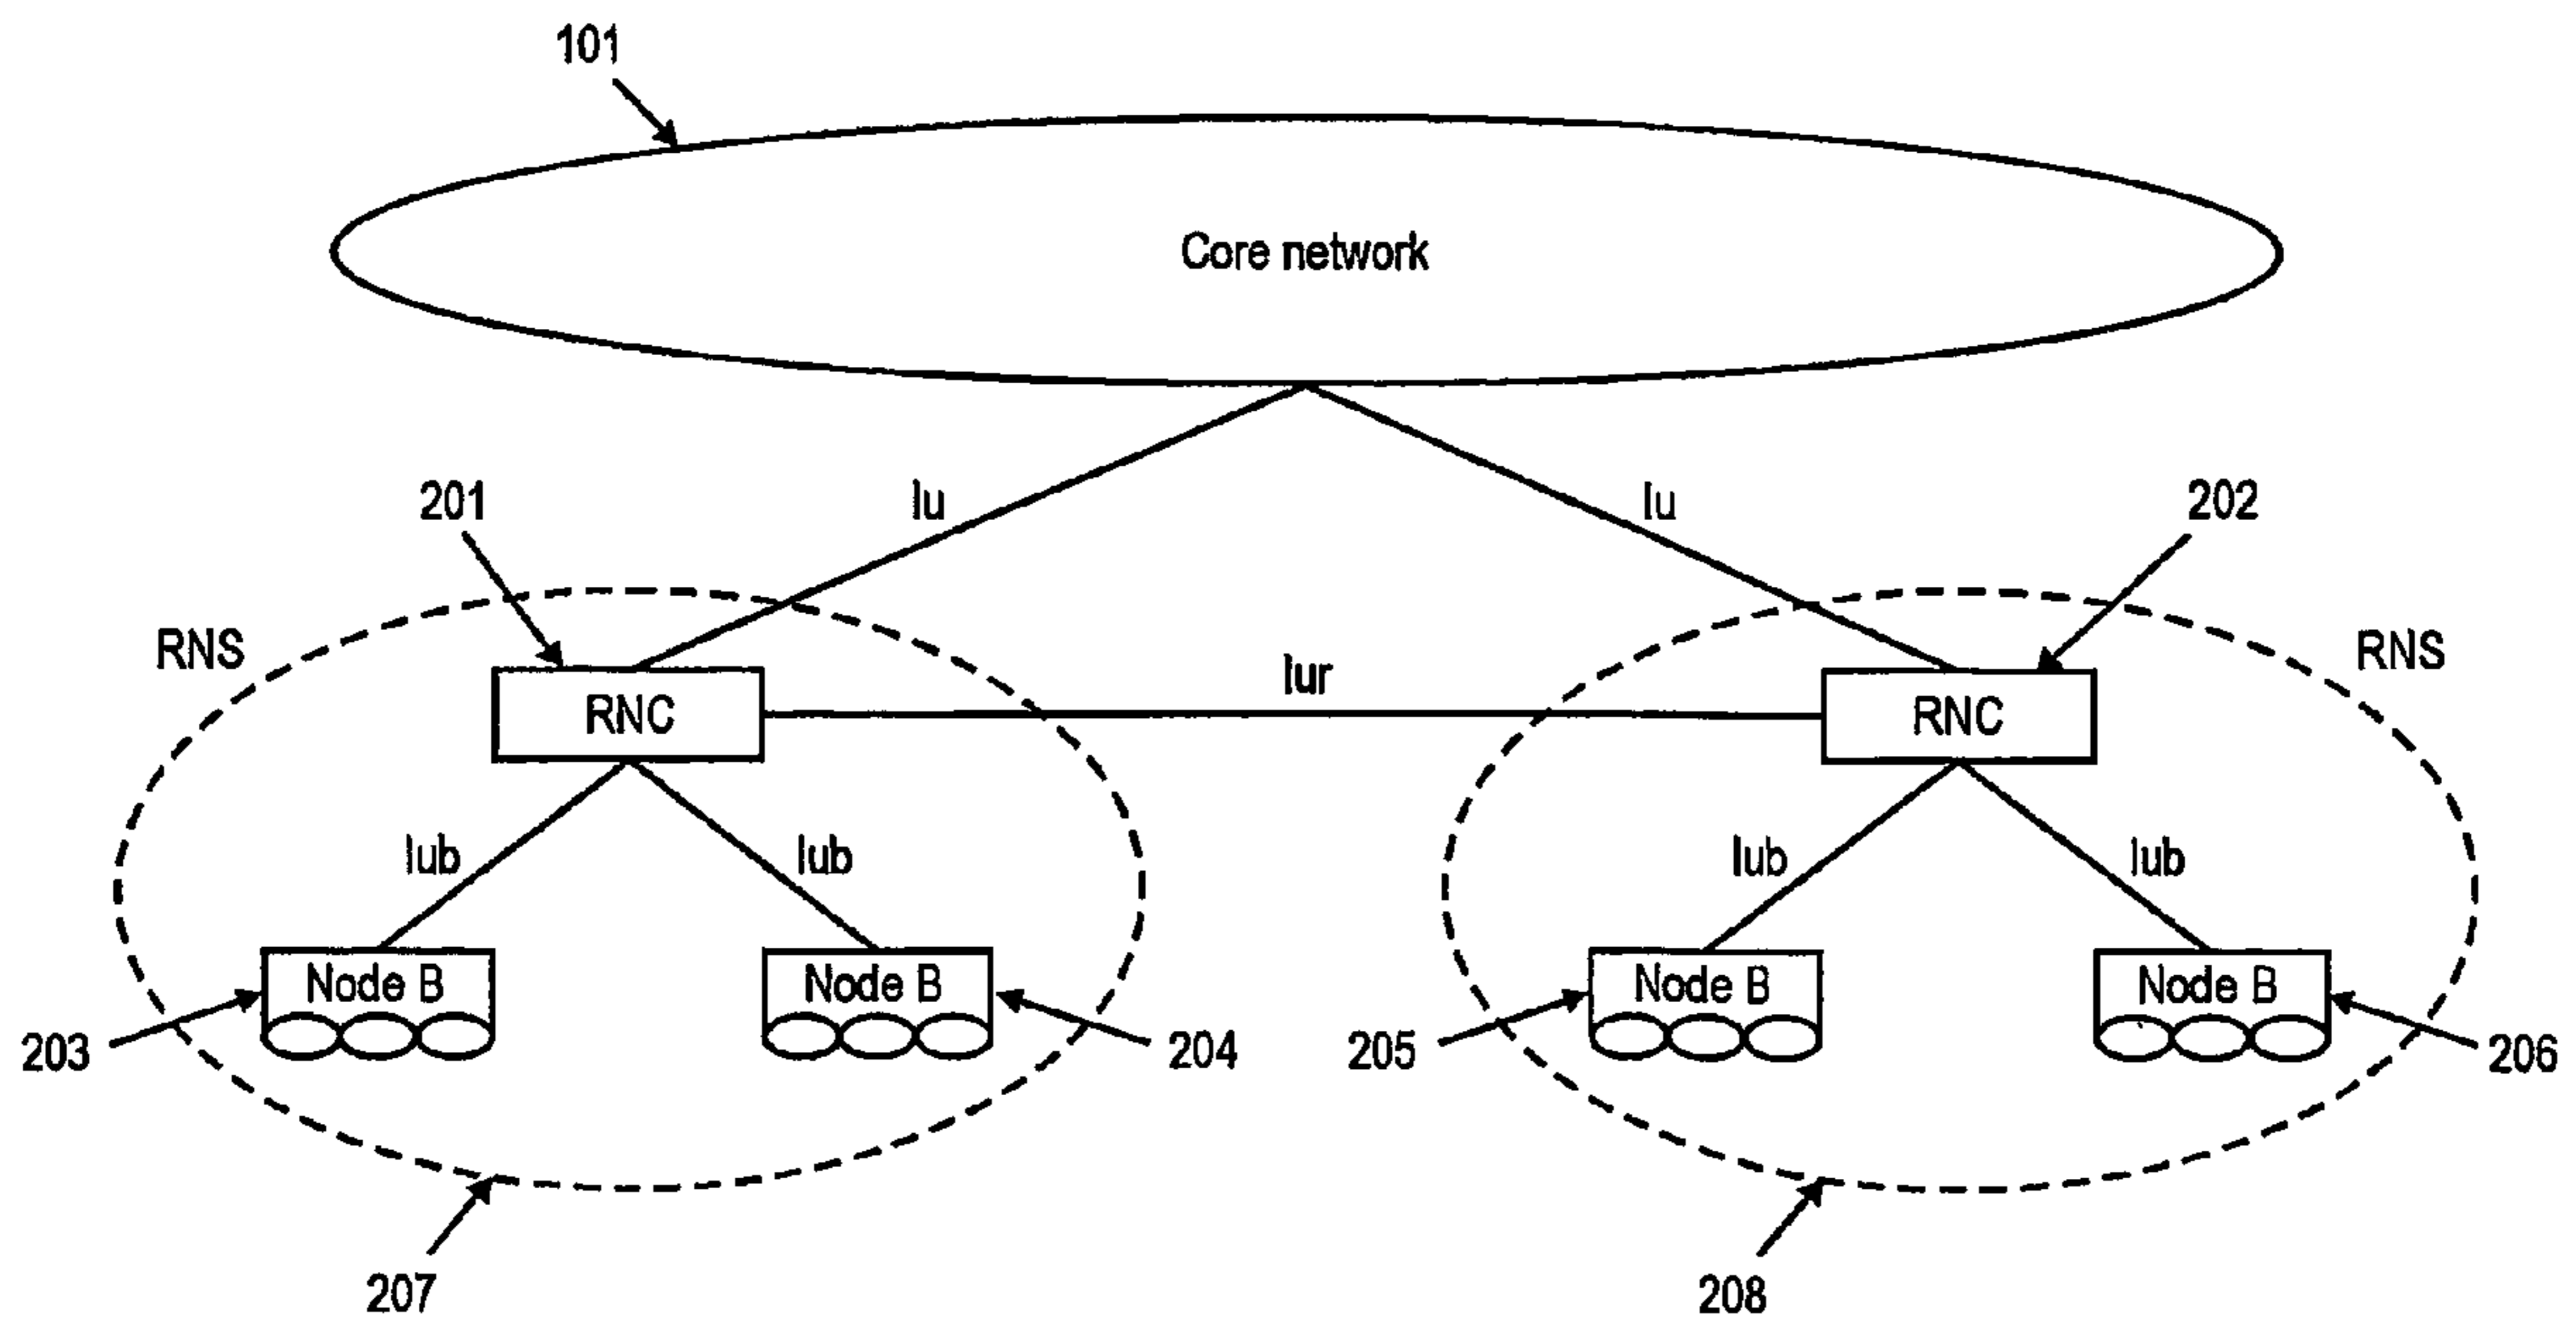 101
Core network
201
Iu
Iu
202
RNS
RNS
RNC
Iur
RNC
Iub
Iub
Iub
Iub
Node B
Node B
Node B
Node B
203
204
205
206
207
208